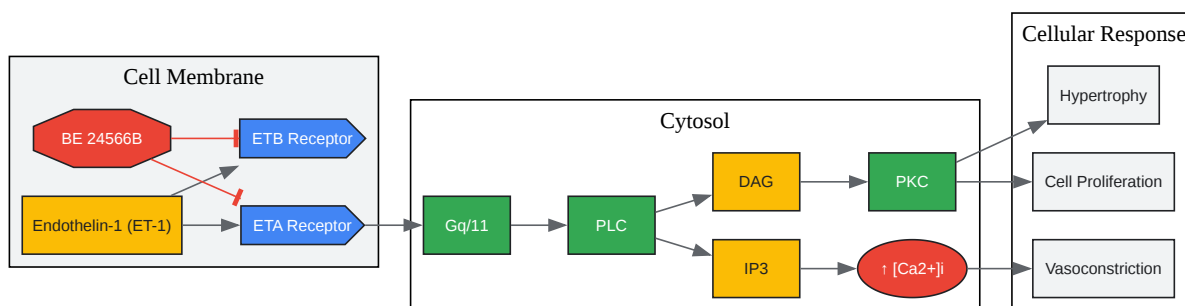 Cell Membrane
BE 24566B
ETB Receptor
Endothelin-1 (ET-1)
ETA Receptor
Cytosol
Gq/11
PLC
DAG
PKC
IP3
↑ [Ca2+]i
Cellular Response
Hypertrophy
Cell Proliferation
Vasoconstriction